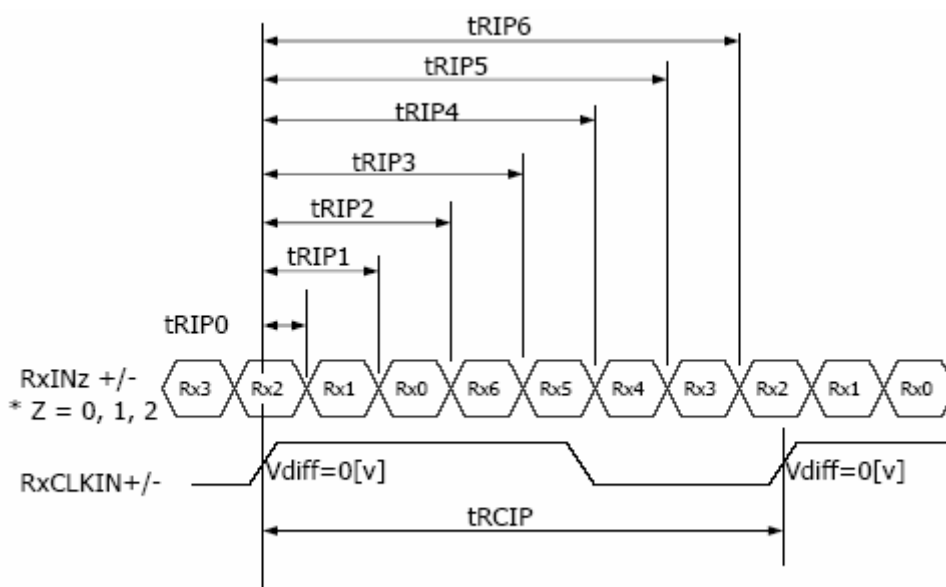 tRIP6
tRIP5
tRIP4
tRIP3
tRIP2
tRIP1
tRIP0
RxINz +/-
* Z = 0, 1, 2
Rx3 Rx2 Rx1 Rx0 Rx6 Rx5 Rx4 Rx3 Rx2 Rx1 Rx0
RxCLKIN+/-
Vdiff=0[v] Vdiff=0[v]
tRCIP